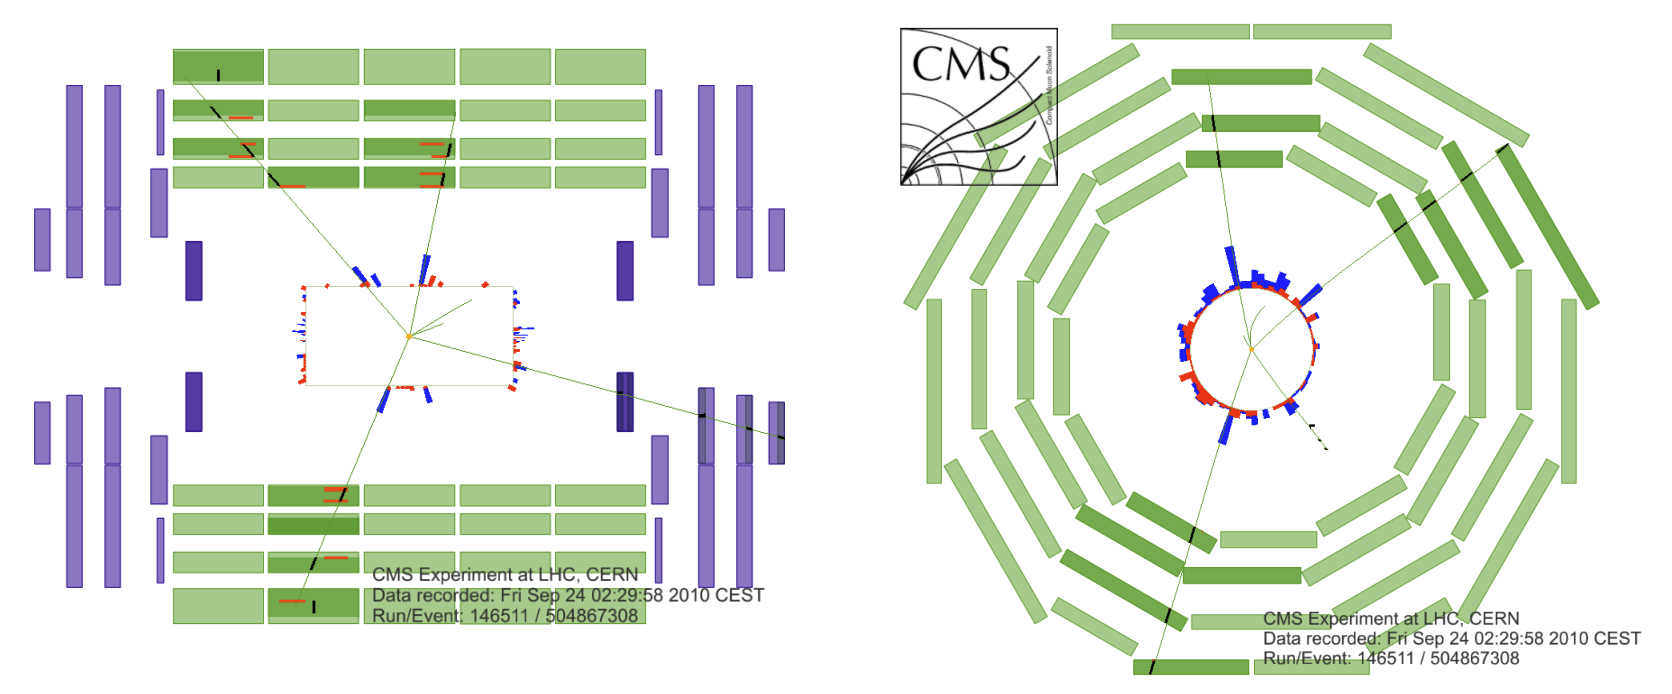 CMS
Compact Muon Solenoid
CMS Experiment at LHC, CERN
Data recorded: Fri Sep 24 02:29:58 2010 CEST
Run/Event: 146511 / 504867308
CMS Experiment at LHC, CERN
Data recorded: Fri Sep 24 02:29:58 2010 CEST
Run/Event: 146511 / 504867308